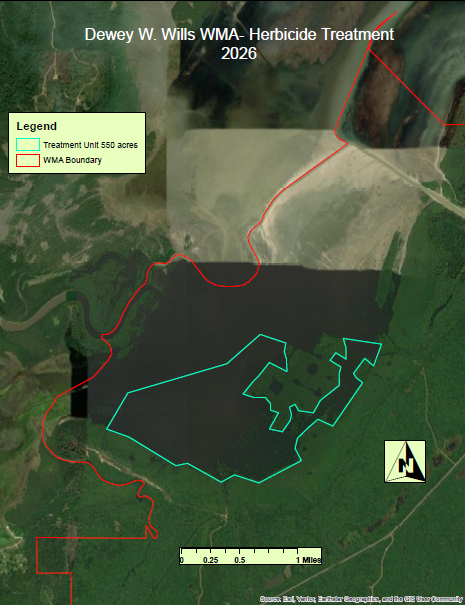 Dewey W. Wills WMA- Herbicide Treatment
2026
Legend
Treatment Unit 550 acres
WMA Boundary
N
0 0.25 0.5 1 Miles
Source: Esri, Vantor, Earthstar Geographics, and the GIS User Community